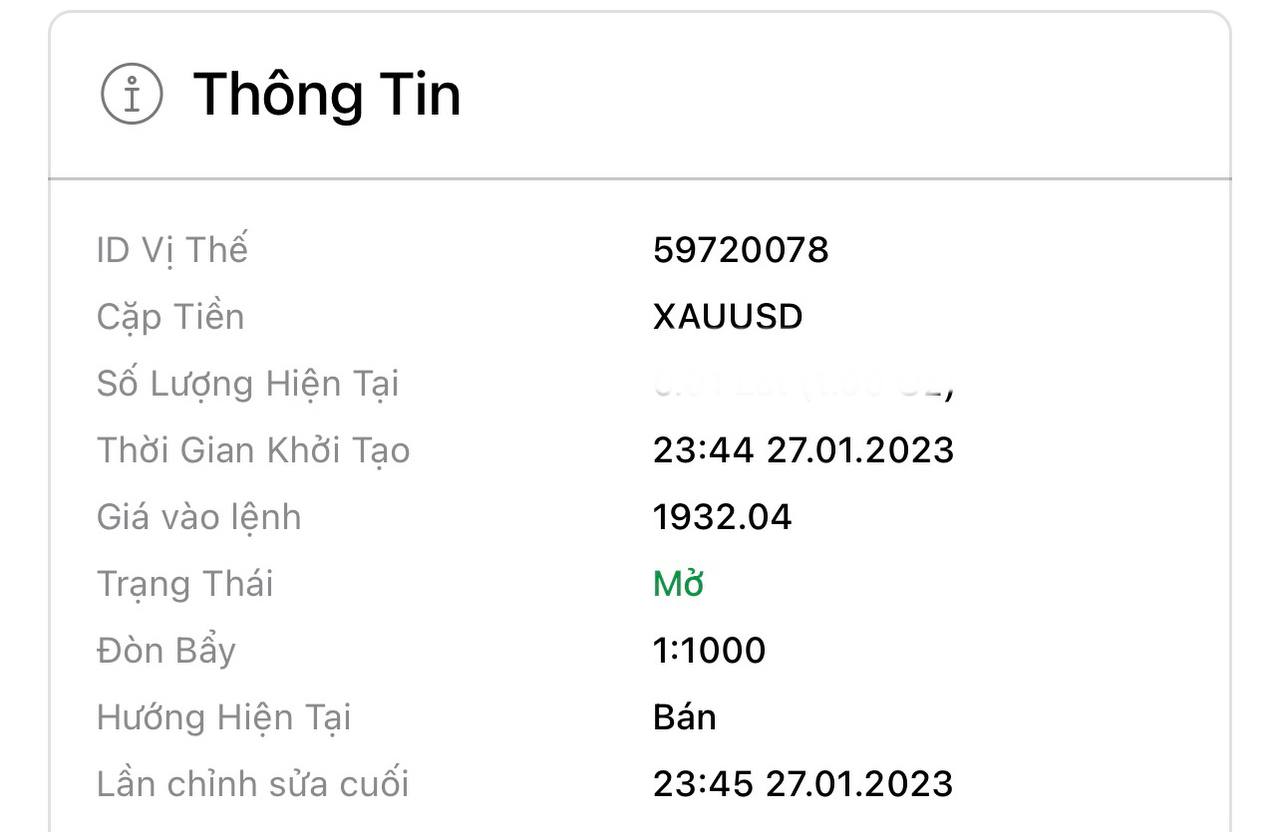 Thông Tin
ID Vị Thế 59720078
Cặp Tiền XAUUSD
Số Lượng Hiện Tại
Thời Gian Khởi Tạo 23:44 27.01.2023
Giá vào lệnh 1932.04
Trạng Thái Mở
Đòn Bẩy 1:1000
Hướng Hiện Tại Bán
Lần chỉnh sửa cuối 23:45 27.01.2023